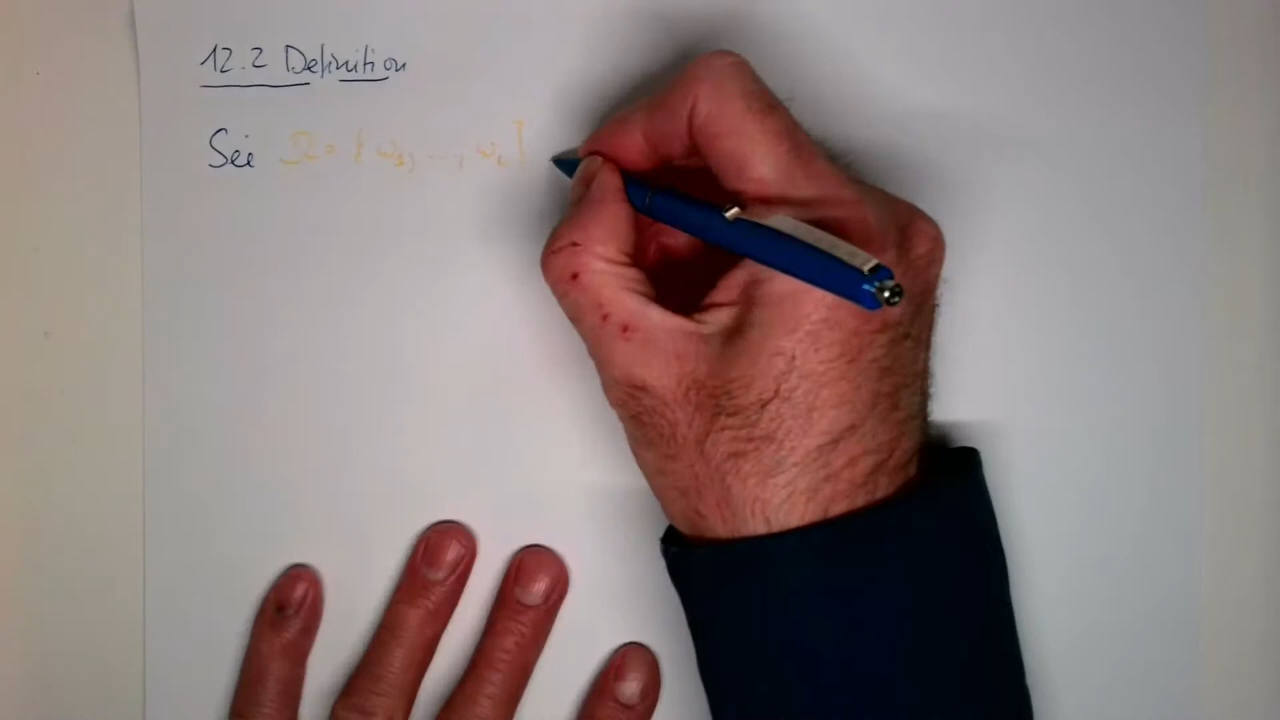 12.2 Definition
Sei Ω = { ω₁, ..., ωₙ }